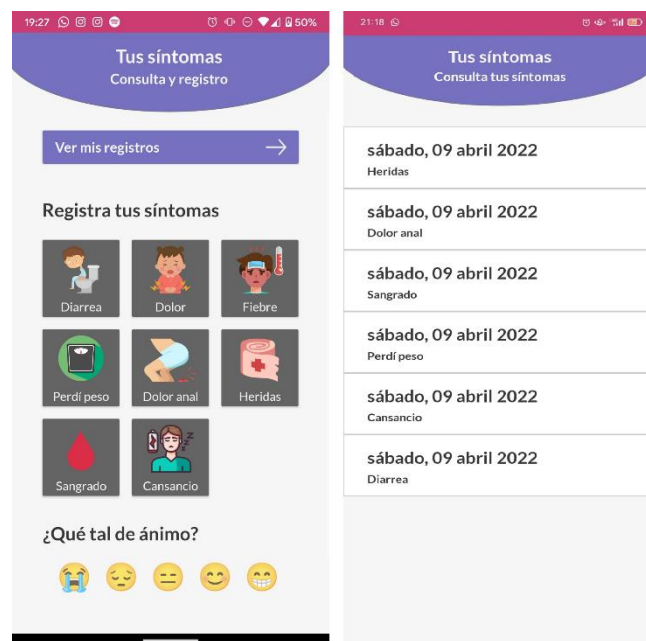 19:27
50%
Tus síntomas
Consulta y registro
Ver mis registros
Registra tus síntomas
Diarrea
Dolor
Fiebre
Perdí peso
Dolor anal
Heridas
Sangrado
Cansancio
¿Qué tal de ánimo?
21:18
Tus síntomas
Consulta tus síntomas
sábado, 09 abril 2022
Heridas
sábado, 09 abril 2022
Dolor anal
sábado, 09 abril 2022
Sangrado
sábado, 09 abril 2022
Perdí peso
sábado, 09 abril 2022
Cansancio
sábado, 09 abril 2022
Diarrea